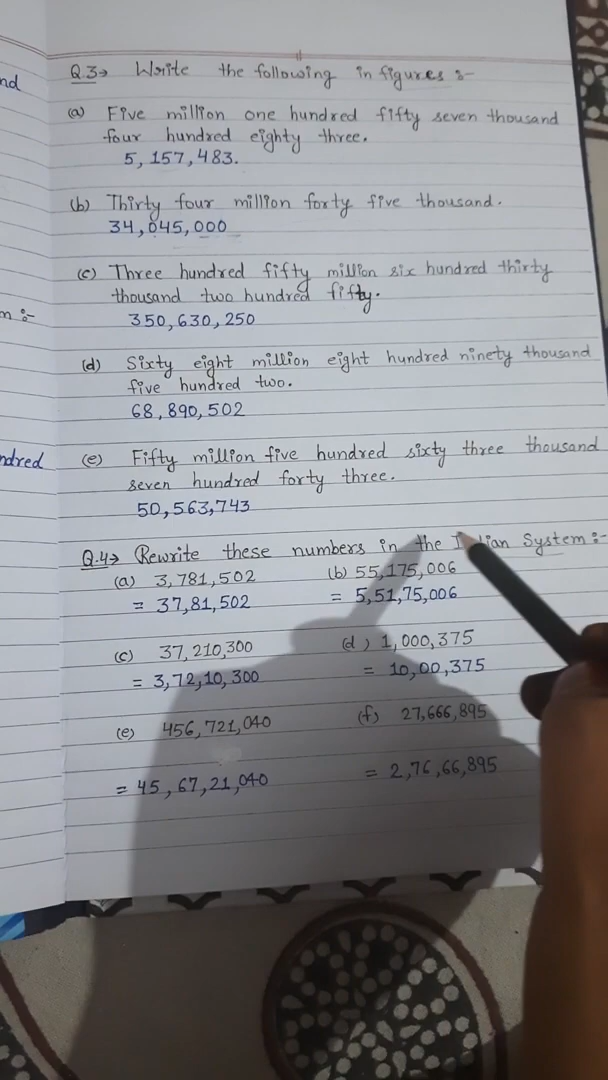 nd
Q.3→ Write the following in figures :-
(a) Five million one hundred fifty seven thousand
four hundred eighty three.
5, 157, 483.
(b) Thirty four million forty five thousand.
34,045,000
(c) Three hundred fifty million six hundred thirty
thousand two hundred fifty.
m :-
350,630,250
(d) Sixty eight million eight hundred ninety thousand
five hundred two.
68,890,502
ndred
(e) Fifty million five hundred sixty three thousand
seven hundred forty three.
50,563,743
Q.4→ Rewrite these numbers in the Indian System :-
(a) 3,781,502 (b) 55,175,006
= 37,81,502 = 5,51,75,006
(c) 37,210,300 (d) 1,000,375
= 3,72,10,300 = 10,00,375
(e) 456,721,040 (f) 27,666,895
= 45,67,21,040 = 2,76,66,895